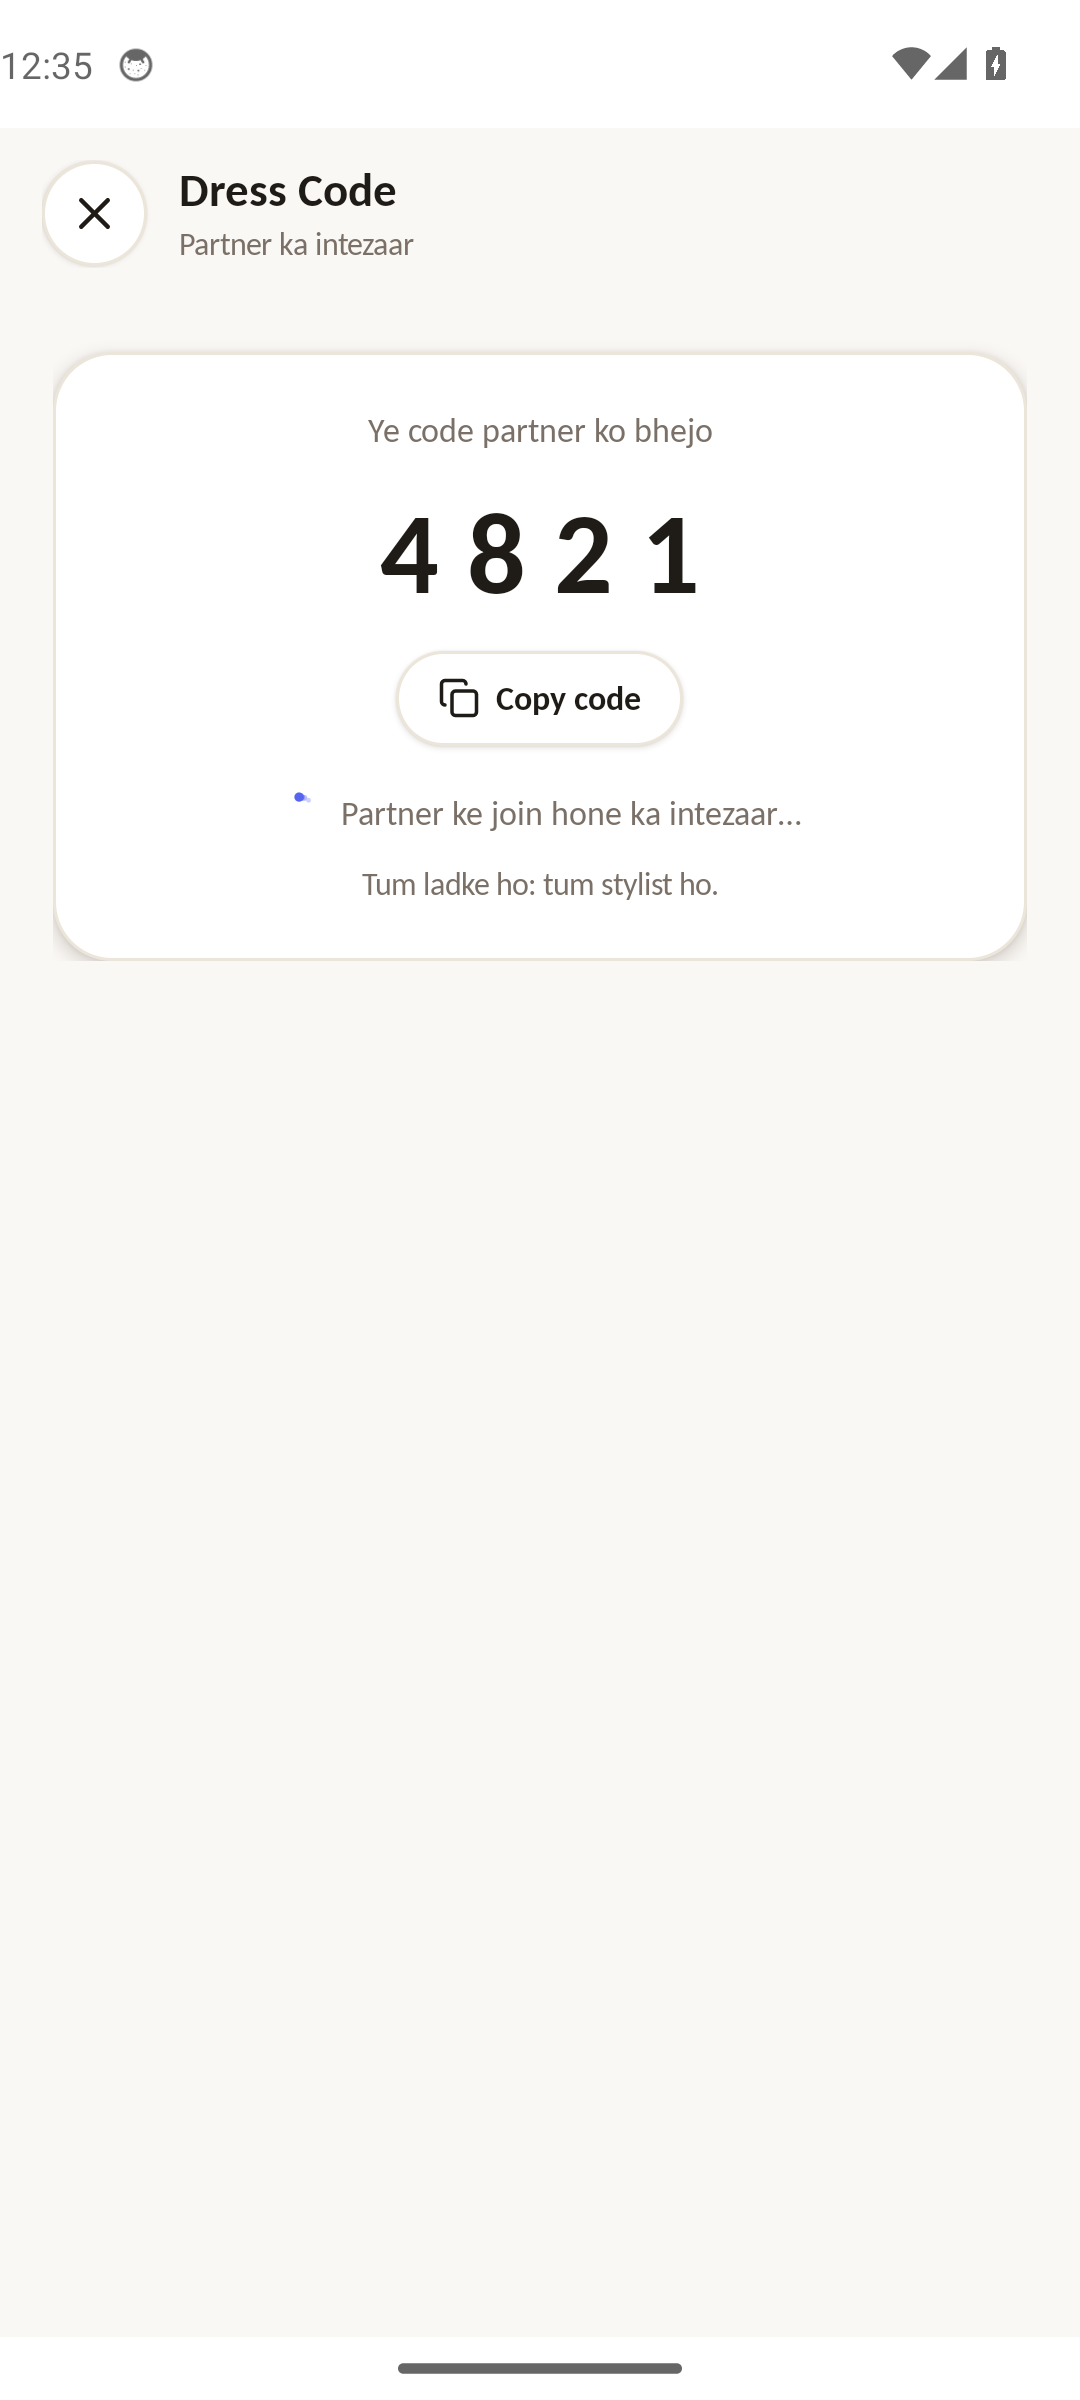 12:35
Dress Code
Partner ka intezaar
Ye code partner ko bhejo
4 8 2 1
Copy code
Partner ke join hone ka intezaar...
Tum ladke ho: tum stylist ho.